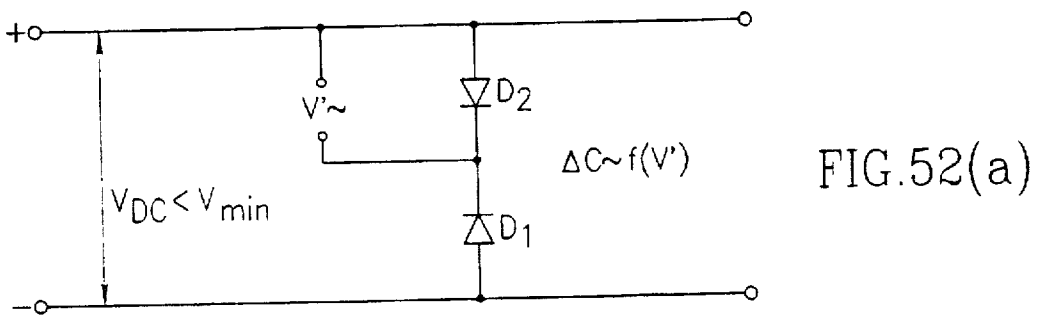 +
V'~
D2
ΔC~f(V')
FIG.52(a)
VDC < Vmin
D1
−